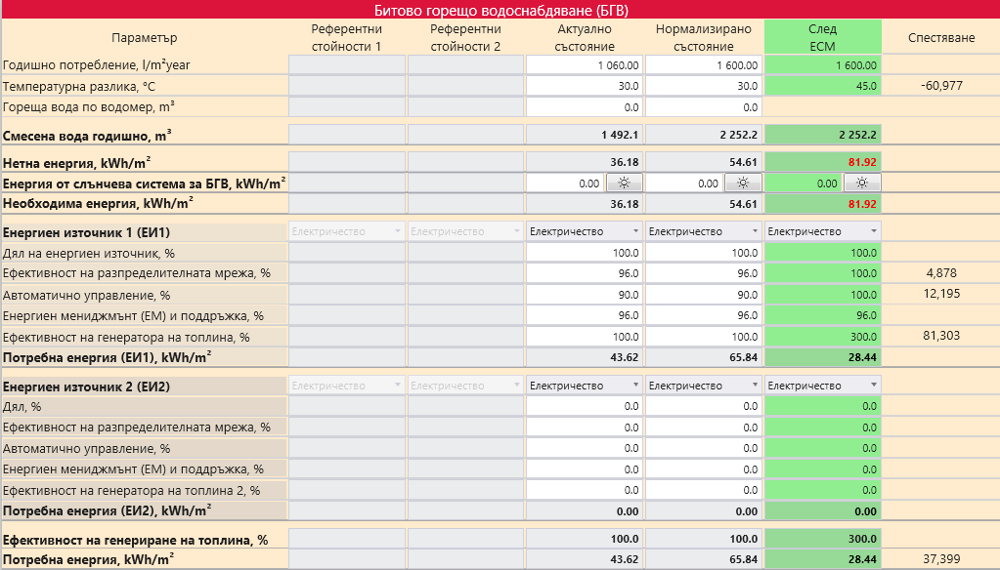 Битово горещо водоснабдяване (БГВ)
Параметър Референтни стойности 1 Референтни стойности 2 Актуално състояние Нормализирано състояние След ЕСМ Спестяване
Годишно потребление, l/m²year 1 060.00 1 600.00 1 600.00
Температурна разлика, °C 30.0 30.0 45.0 -60,977
Гореща вода по водомер, m³ 0.0 0.0
Смесена вода годишно, m³ 1 492.1 2 252.2 2 252.2
Нетна енергия, kWh/m² 36.18 54.61 81.92
Енергия от слънчева система за БГВ, kWh/m² 0.00 0.00 0.00
Необходима енергия, kWh/m² 36.18 54.61 81.92
Енергиен източник 1 (ЕИ1) Електричество Електричество Електричество Електричество Електричество
Дял на енергиен източник, % 100.0 100.0 100.0
Ефективност на разпределителната мрежа, % 96.0 96.0 100.0 4,878
Автоматично управление, % 90.0 90.0 100.0 12,195
Енергиен мениджмънт (ЕМ) и поддръжка, % 96.0 96.0 96.0
Ефективност на генератора на топлина, % 100.0 100.0 300.0 81,303
Потребна енергия (ЕИ1), kWh/m² 43.62 65.84 28.44
Енергиен източник 2 (ЕИ2) Електричество Електричество Електричество Електричество Електричество
Дял, % 0.0 0.0 0.0
Ефективност на разпределителната мрежа, % 0.0 0.0 0.0
Автоматично управление, % 0.0 0.0 0.0
Енергиен мениджмънт (ЕМ) и поддръжка, % 0.0 0.0 0.0
Ефективност на генератора на топлина 2, % 0.0 0.0 0.0
Потребна енергия (ЕИ2), kWh/m² 0.00 0.00 0.00
Ефективност на генериране на топлина, % 100.0 100.0 300.0
Потребна енергия, kWh/m² 43.62 65.84 28.44 37,399